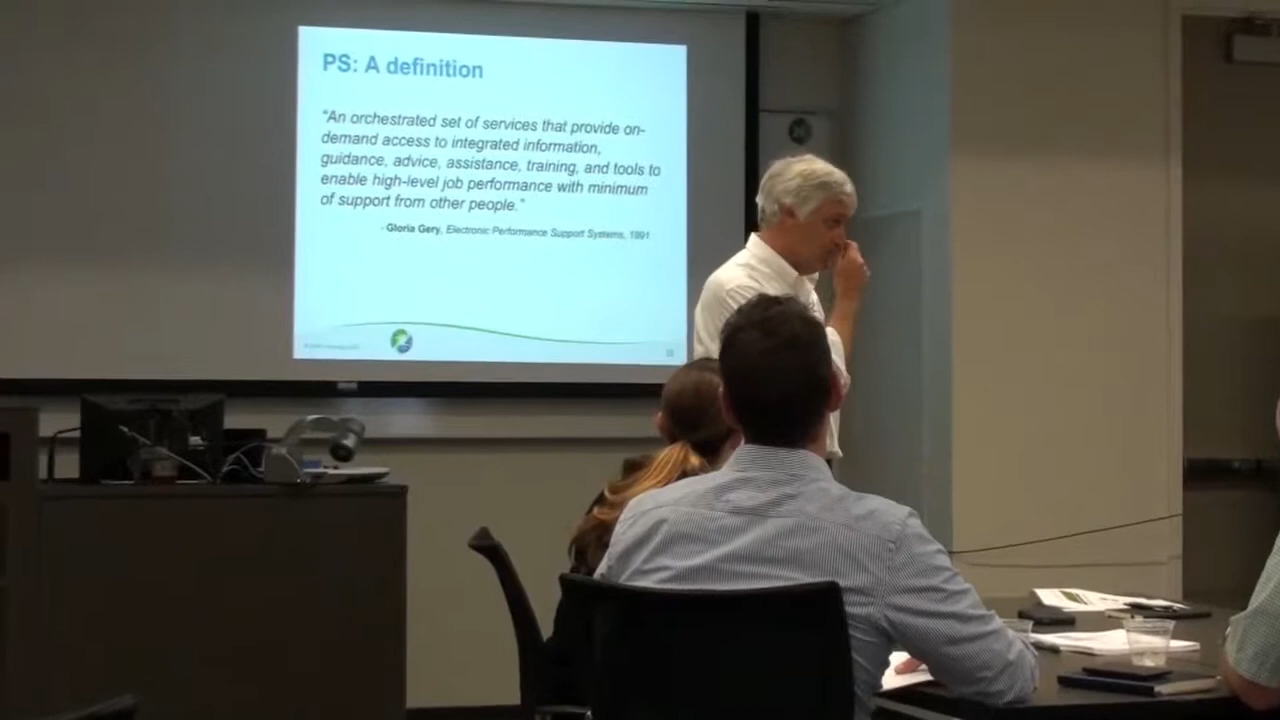 PS: A definition
"An orchestrated set of services that provide on-
demand access to integrated information,
guidance, advice, assistance, training, and tools to
enable high-level job performance with minimum
of support from other people."
- Gloria Gery, Electronic Performance Support Systems, 1991